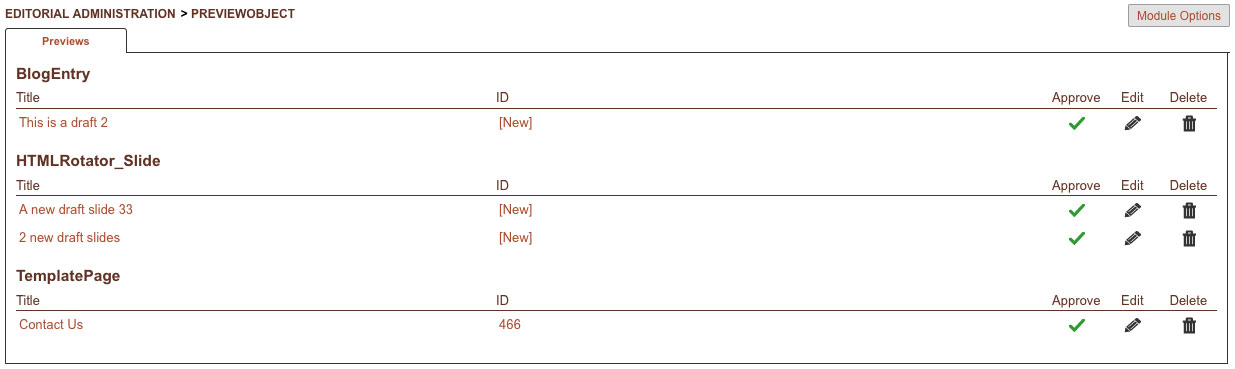 EDITORIAL ADMINISTRATION > PREVIEWOBJECT
Module Options
Previews
BlogEntry
Title ID Approve Edit Delete
This is a draft 2 [New]
HTMLRotator_Slide
Title ID Approve Edit Delete
A new draft slide 33 [New]
2 new draft slides [New]
TemplatePage
Title ID Approve Edit Delete
Contact Us 466